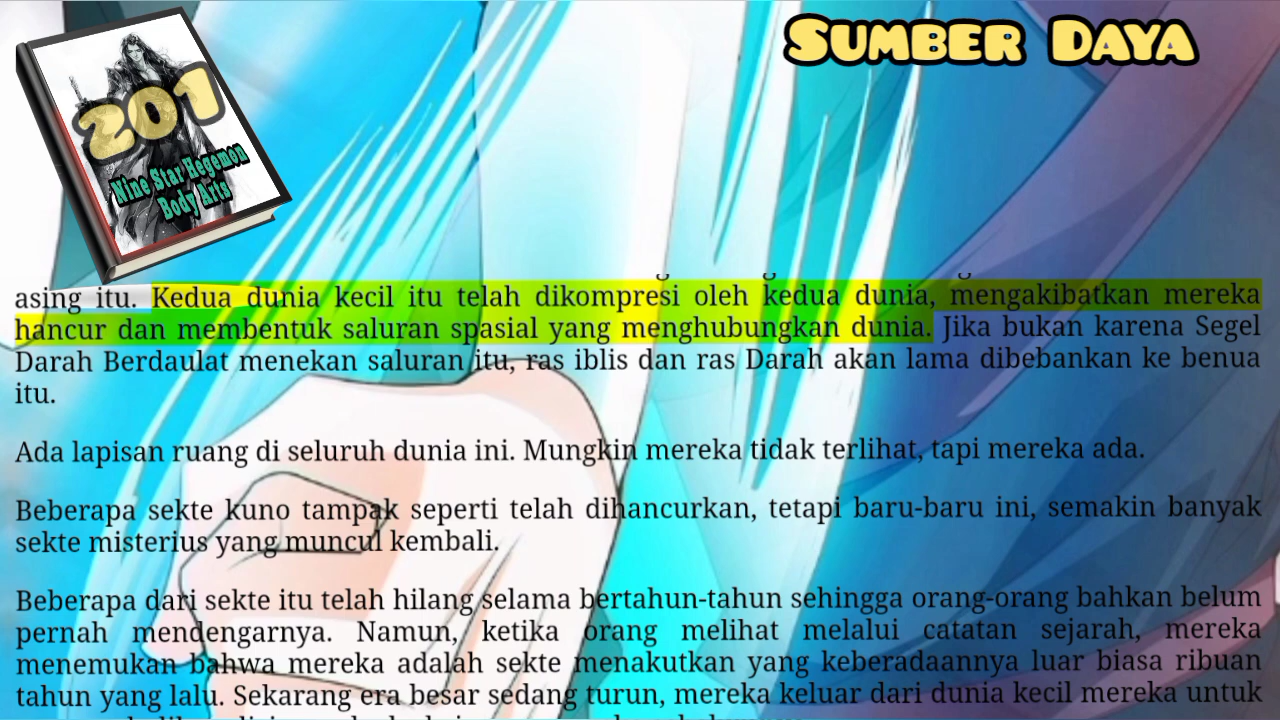 SUMBER DAYA
201
Nine Star Hegemon
Body Arts
asing itu. Kedua dunia kecil itu telah dikompresi oleh kedua dunia, mengakibatkan mereka
hancur dan membentuk saluran spasial yang menghubungkan dunia. Jika bukan karena Segel
Darah Berdaulat menekan saluran itu, ras iblis dan ras Darah akan lama dibebankan ke benua
itu.
Ada lapisan ruang di seluruh dunia ini. Mungkin mereka tidak terlihat, tapi mereka ada.
Beberapa sekte kuno tampak seperti telah dihancurkan, tetapi baru-baru ini, semakin banyak
sekte misterius yang muncul kembali.
Beberapa dari sekte itu telah hilang selama bertahun-tahun sehingga orang-orang bahkan belum
pernah mendengarnya. Namun, ketika orang melihat melalui catatan sejarah, mereka
menemukan bahwa mereka adalah sekte menakutkan yang keberadaannya luar biasa ribuan
tahun yang lalu. Sekarang era besar sedang turun, mereka keluar dari dunia kecil mereka untuk